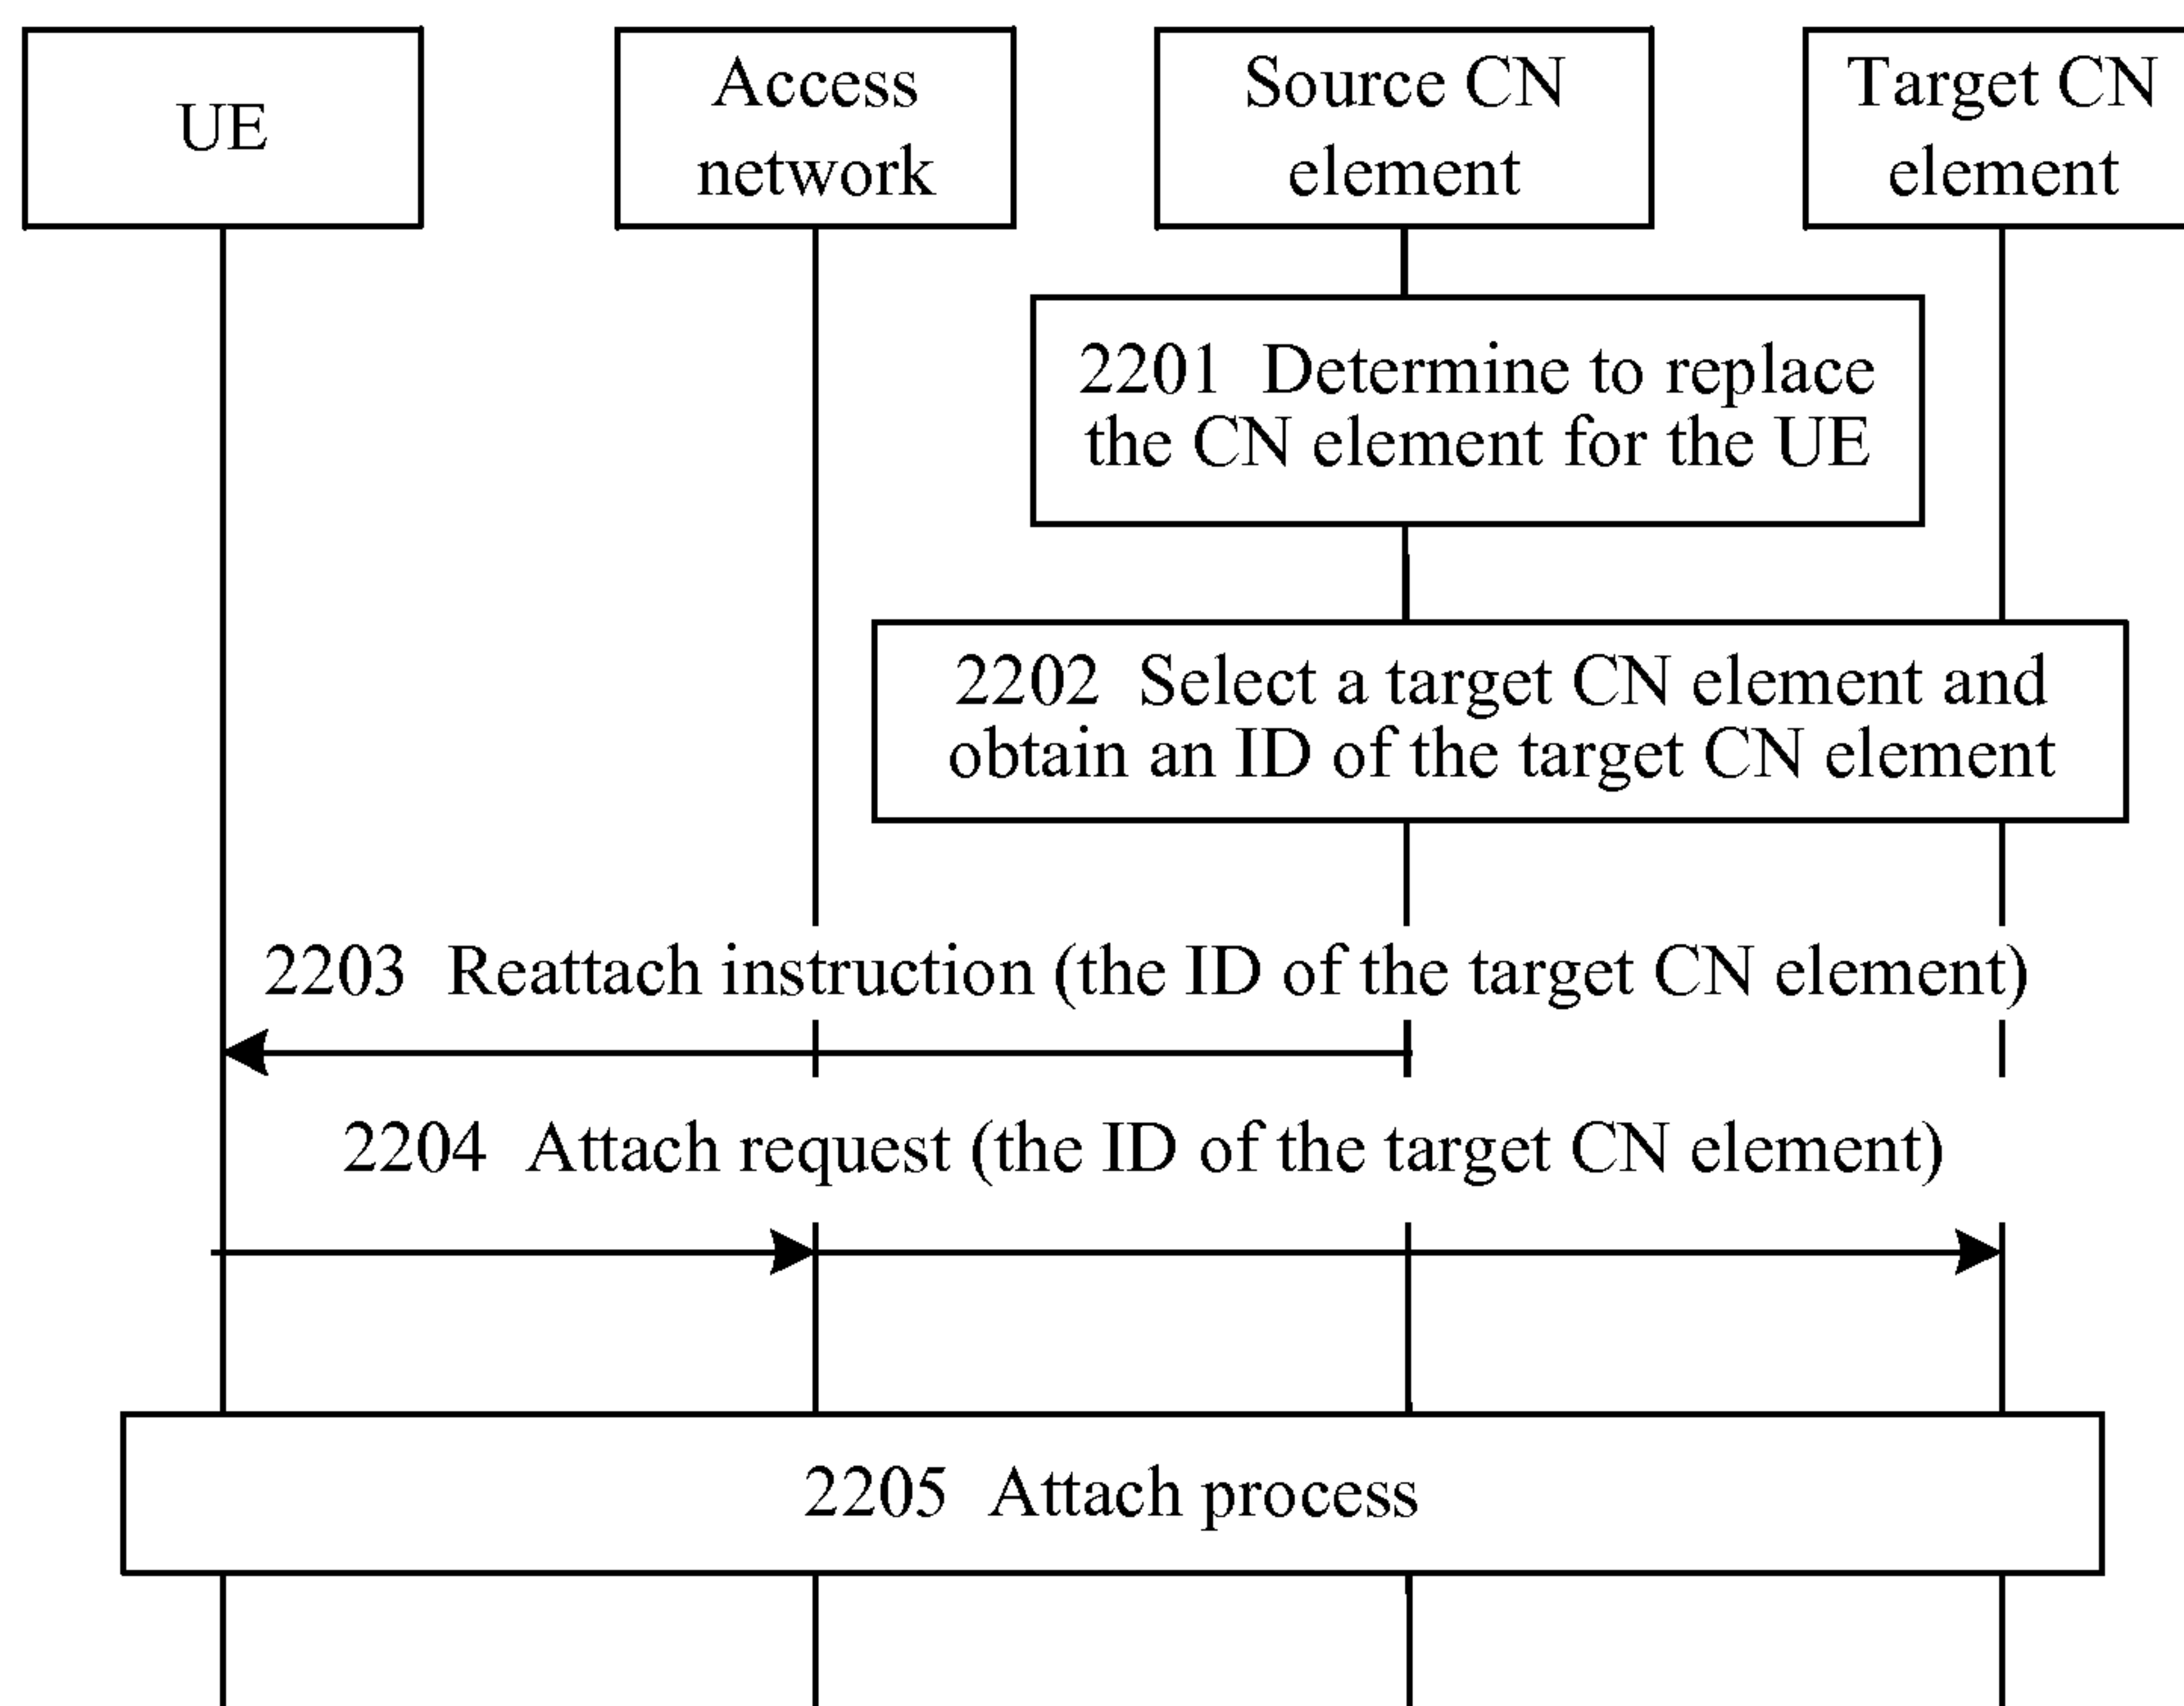 UE
Access
network
Source CN
element
Target CN
element
2201 Determine to replace
the CN element for the UE
2202 Select a target CN element and
obtain an ID of the target CN element
2203 Reattach instruction (the ID of the target CN element)
2204 Attach request (the ID of the target CN element)
2205 Attach process